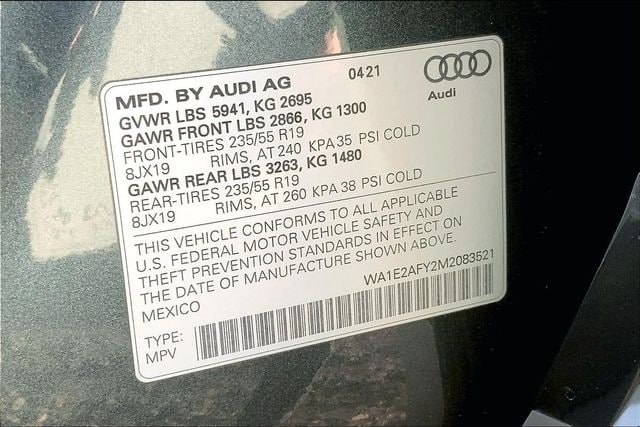 MFD. BY AUDI AG 0421
Audi
GVWR LBS 5941, KG 2695
GAWR FRONT LBS 2866, KG 1300
FRONT-TIRES 235/55 R19
8JX19 RIMS, AT 240 KPA 35 PSI COLD
GAWR REAR LBS 3263, KG 1480
REAR-TIRES 235/55 R19
8JX19 RIMS, AT 260 KPA 38 PSI COLD
THIS VEHICLE CONFORMS TO ALL APPLICABLE
U.S. FEDERAL MOTOR VEHICLE SAFETY AND
THEFT PREVENTION STANDARDS IN EFFECT ON
THE DATE OF MANUFACTURE SHOWN ABOVE.
MEXICO WA1E2AFY2M2083521
TYPE:
MPV